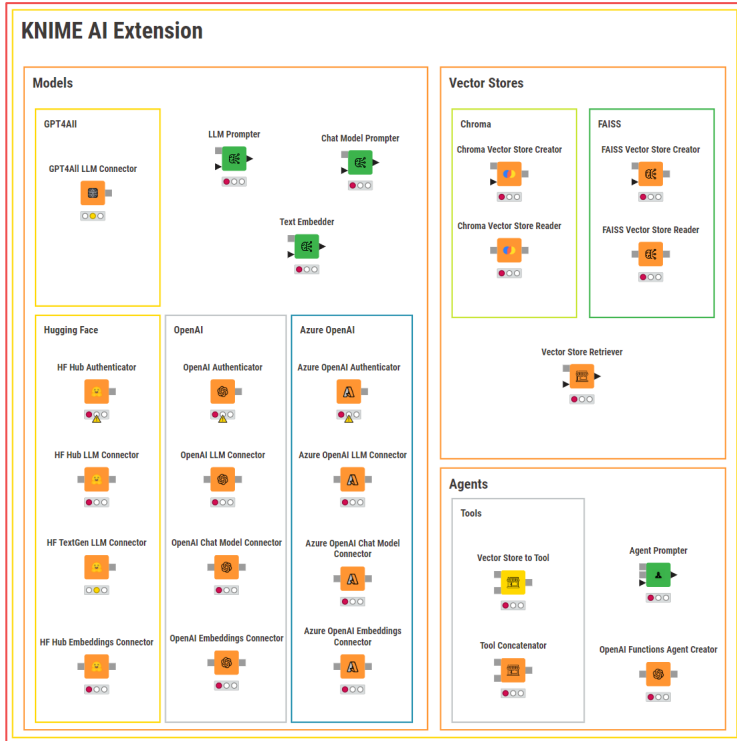 KNIME AI Extension
Models
GPT4All
GPT4All LLM Connector
LLM Prompter
Chat Model Prompter
Text Embedder
Hugging Face
HF Hub Authenticator
HF Hub LLM Connector
HF TextGen LLM Connector
HF Hub Embeddings Connector
OpenAI
OpenAI Authenticator
OpenAI LLM Connector
OpenAI Chat Model Connector
OpenAI Embeddings Connector
Azure OpenAI
Azure OpenAI Authenticator
Azure OpenAI LLM Connector
Azure OpenAI Chat Model
Connector
Azure OpenAI Embeddings
Connector
Vector Stores
Chroma
Chroma Vector Store Creator
Chroma Vector Store Reader
FAISS
FAISS Vector Store Creator
FAISS Vector Store Reader
Vector Store Retriever
Agents
Tools
Vector Store to Tool
Tool Concatenator
Agent Prompter
OpenAI Functions Agent Creator